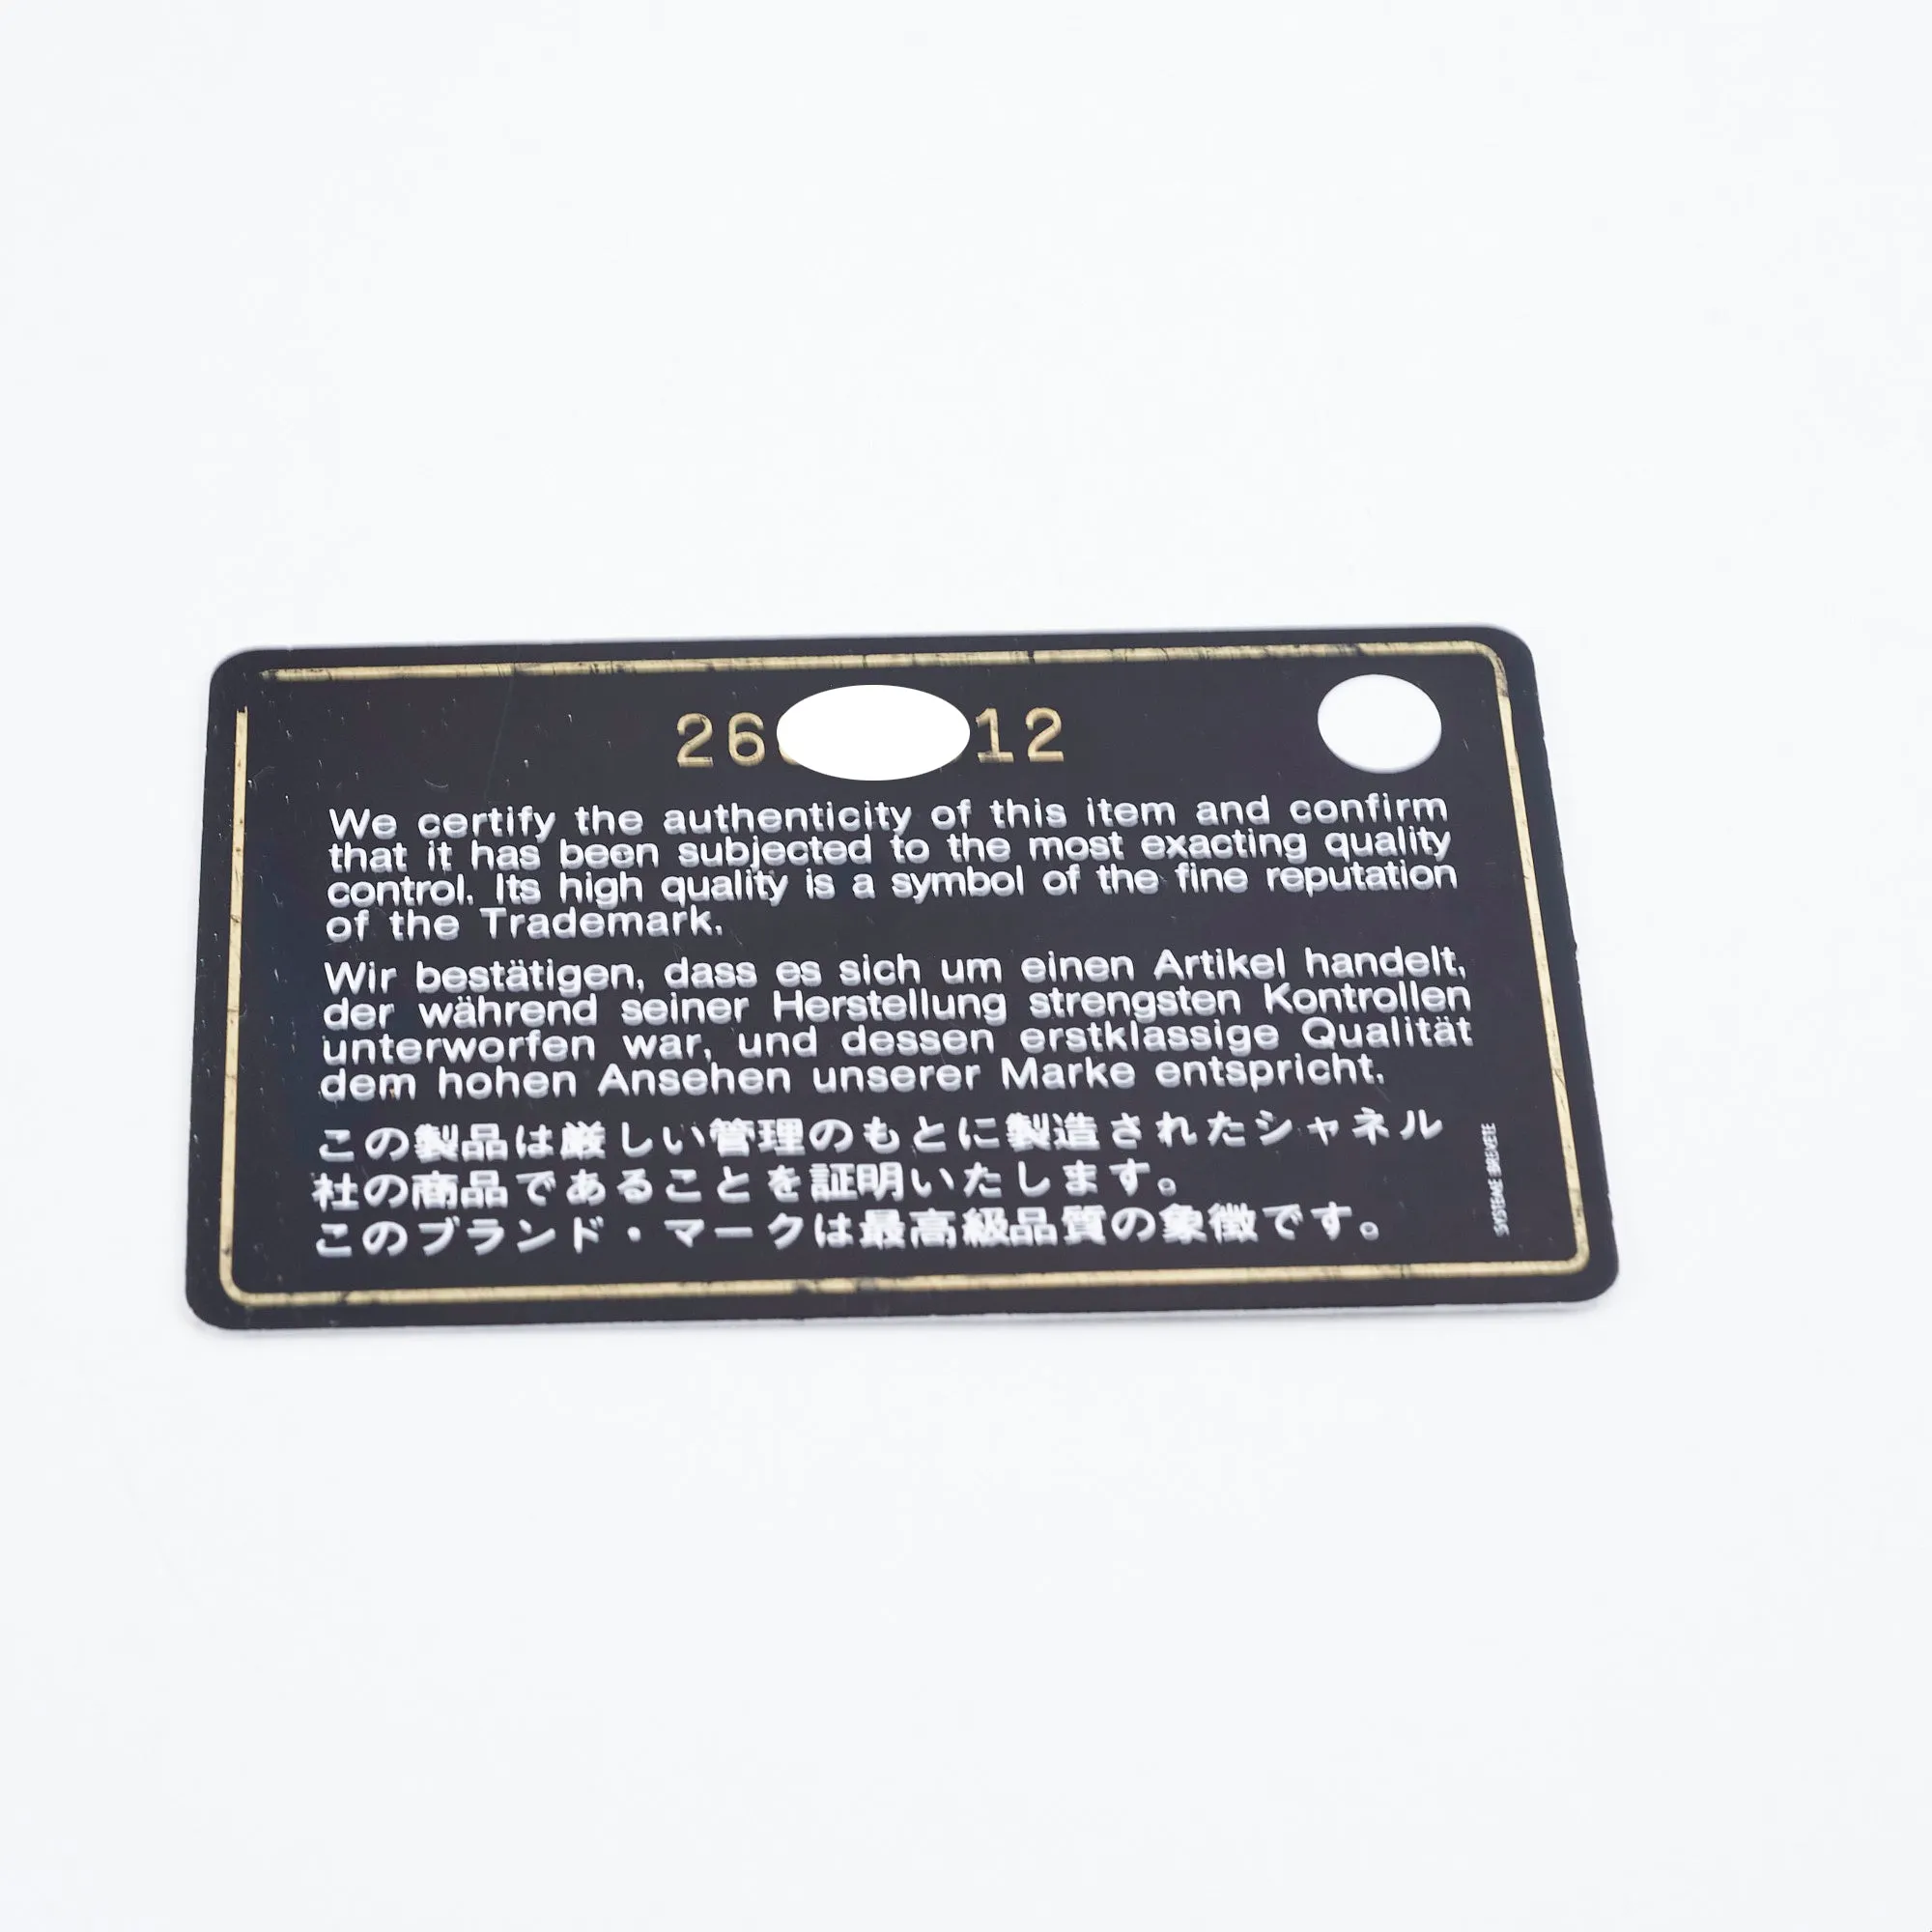 26 12
We certify the authenticity of this item and confirm
that it has been subjected to the most exacting quality
control. Its high quality is a symbol of the fine reputation
of the Trademark.
Wir bestätigen, dass es sich um einen Artikel handelt,
der während seiner Herstellung strengsten Kontrollen
unterworfen war, und dessen erstklassige Qualität
dem hohen Ansehen unserer Marke entspricht.
この製品は厳しい管理のもとに製造されたシャネル
社の商品であることを証明いたします。
このブランド・マークは最高級品質の象徴です。
SYSTEME BREVETE